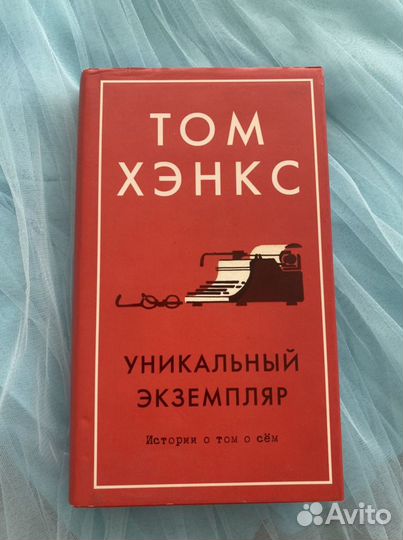 ТОМ
ХЭНКС
УНИКАЛЬНЫЙ
ЭКЗЕМПЛЯР
Истории о том о сём
Avito